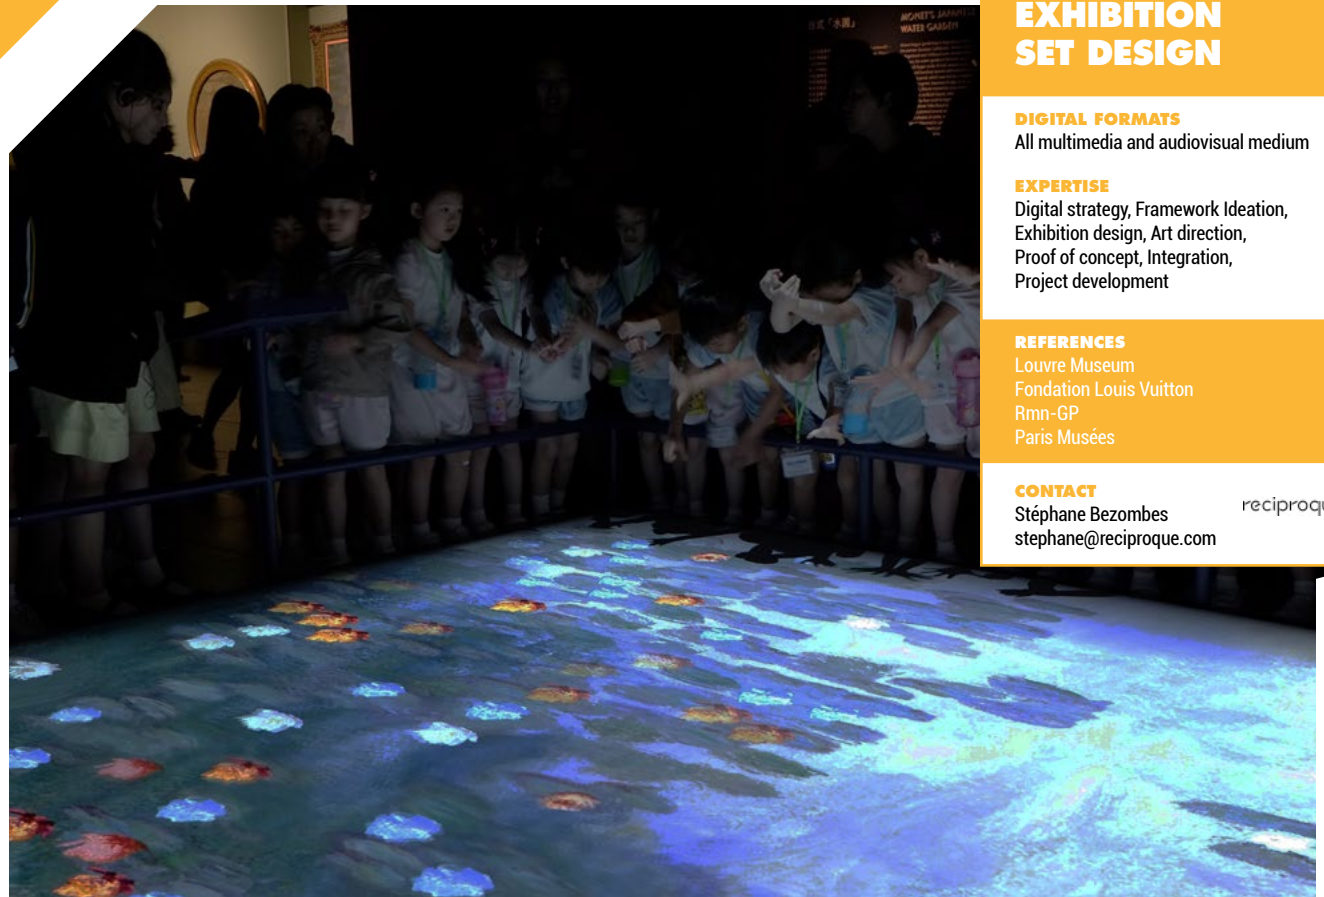 MONET'S JAPANESE
WATER GARDEN
EXHIBITION
SET DESIGN
DIGITAL FORMATS
All multimedia and audiovisual medium
EXPERTISE
Digital strategy, Framework Ideation,
Exhibition design, Art direction,
Proof of concept, Integration,
Project development
REFERENCES
Louvre Museum
Fondation Louis Vuitton
Rmn-GP
Paris Musées
CONTACT
Stéphane Bezombes
stephane@reciproque.com
reciproqu